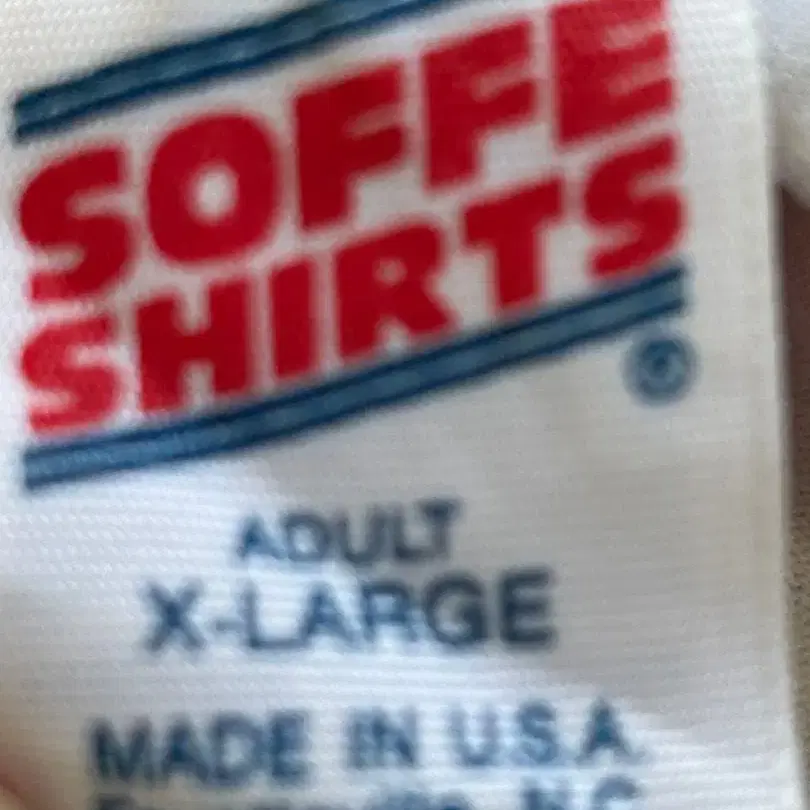 SOFFE
SHIRTS
®
ADULT
X-LARGE
MADE IN U.S.A.
N.C.